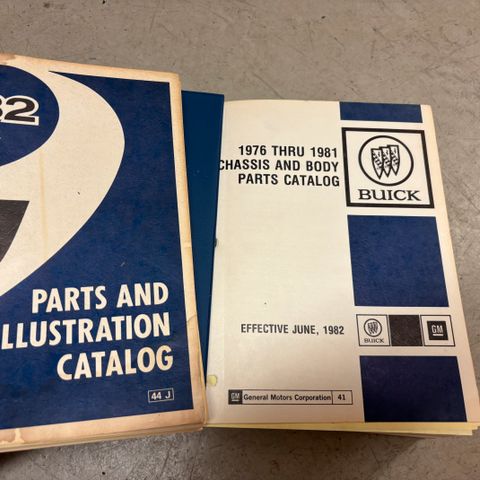 82
PARTS AND
ILLUSTRATION
CATALOG
44 J
1976 THRU 1981
CHASSIS AND BODY
PARTS CATALOG
BUICK
EFFECTIVE JUNE, 1982
BUICK
GM
GM General Motors Corporation 41